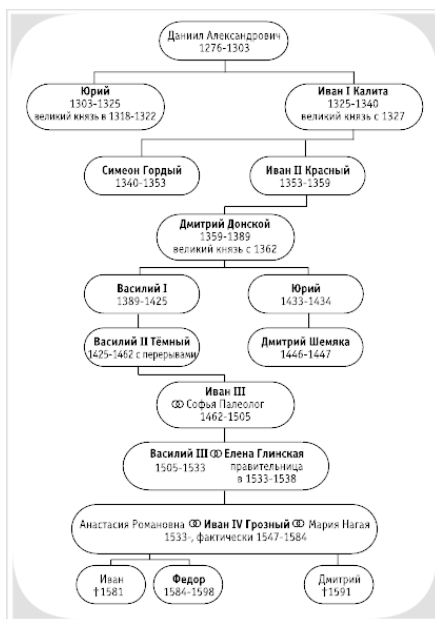 Даниил Александрович
1276-1303
Юрий
1303-1325
великий князь в 1318-1322
Иван I Калита
1325-1340
великий князь с 1327
Симеон Гордый
1340-1353
Иван II Красный
1353-1359
Дмитрий Донской
1359-1389
великий князь с 1362
Василий I
1389-1425
Юрий
1433-1434
Василий II Тёмный
1425-1462 с перерывами
Дмитрий Шемяка
1446-1447
Иван III
Софья Палеолог
1462-1505
Василий III Елена Глинская
1505-1533 правительница
в 1533-1538
Анастасия Романовна Иван IV Грозный Мария Нагая
1533-, фактически 1547-1584
Иван
†1581
Федор
1584-1598
Дмитрий
†1591